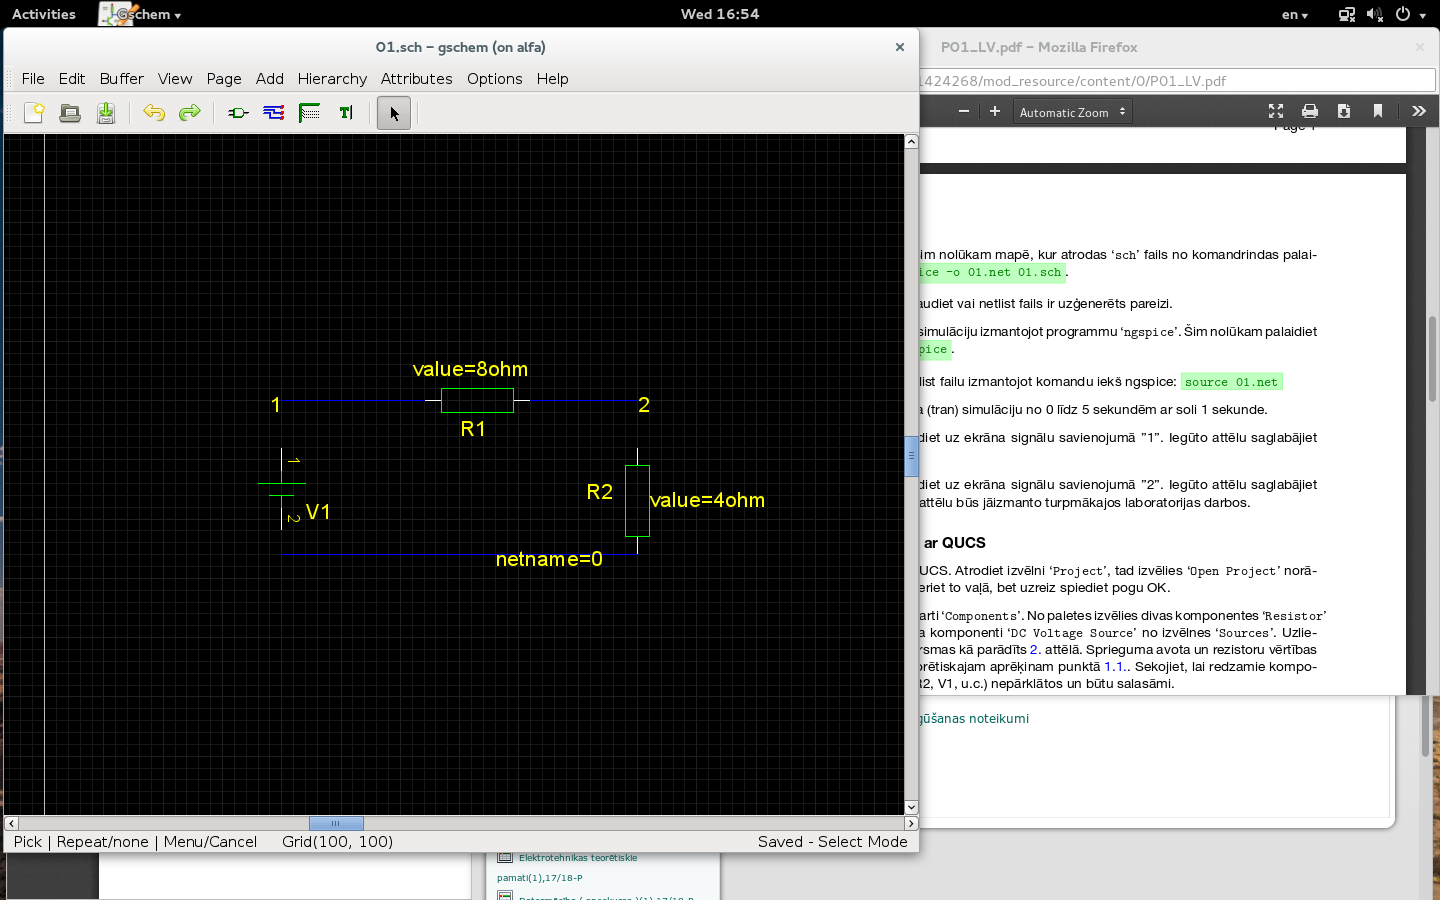 Activities
Gschem
Wed 16:54
en
01.sch – gschem (on alfa)
P01_LV.pdf – Mozilla Firefox
File Edit Buffer View Page Add Hierarchy Attributes Options Help
1424268/mod_resource/content/0/P01_LV.pdf
Automatic Zoom
value=8ohm
1
2
R1
1
R2
value=4ohm
2
V1
netname=0
Pick | Repeat/none | Menu/Cancel
Grid(100, 100)
Saved - Select Mode
im nolūkam mapē, kur atrodas ‘sch’ fails no komandrindas palai-
ice -o 01.net 01.sch.
audiet vai netlist fails ir uzģenerēts pareizi.
simulāciju izmantojot programmu ‘ngspice’. Šim nolūkam palaidiet
pice.
list failu izmantojot komandu iekš ngspice: source 01.net
a (tran) simulāciju no 0 līdz 5 sekundēm ar soli 1 sekunde.
diet uz ekrāna signālu savienojumā ”1”. Iegūto attēlu saglabājiet
diet uz ekrāna signālu savienojumā ”2”. Iegūto attēlu saglabājiet
attēlu būs jāizmanto turpmākajos laboratorijas darbos.
ar QUCS
UCS. Atrodiet izvēlni ‘Project’, tad izvēlies ‘Open Project’ norā-
eriet to vaļā, bet uzreiz spiediet pogu OK.
arti ‘Components’. No paletes izvēlies divas komponentes ‘Resistor’
a komponenti ‘DC Voltage Source’ no izvēlnes ‘Sources’. Uzlie-
rsmas kā parādīts 2. attēlā. Sprieguma avota un rezistoru vērtības
rētiskajam aprēķinam punktā 1.1.. Sekojiet, lai redzamie kompo-
R2, V1, u.c.) nepārklātos un būtu salasāmi.
gūšanas noteikumi
Elektrotehnikas teorētiskie
pamati(1),17/18-P